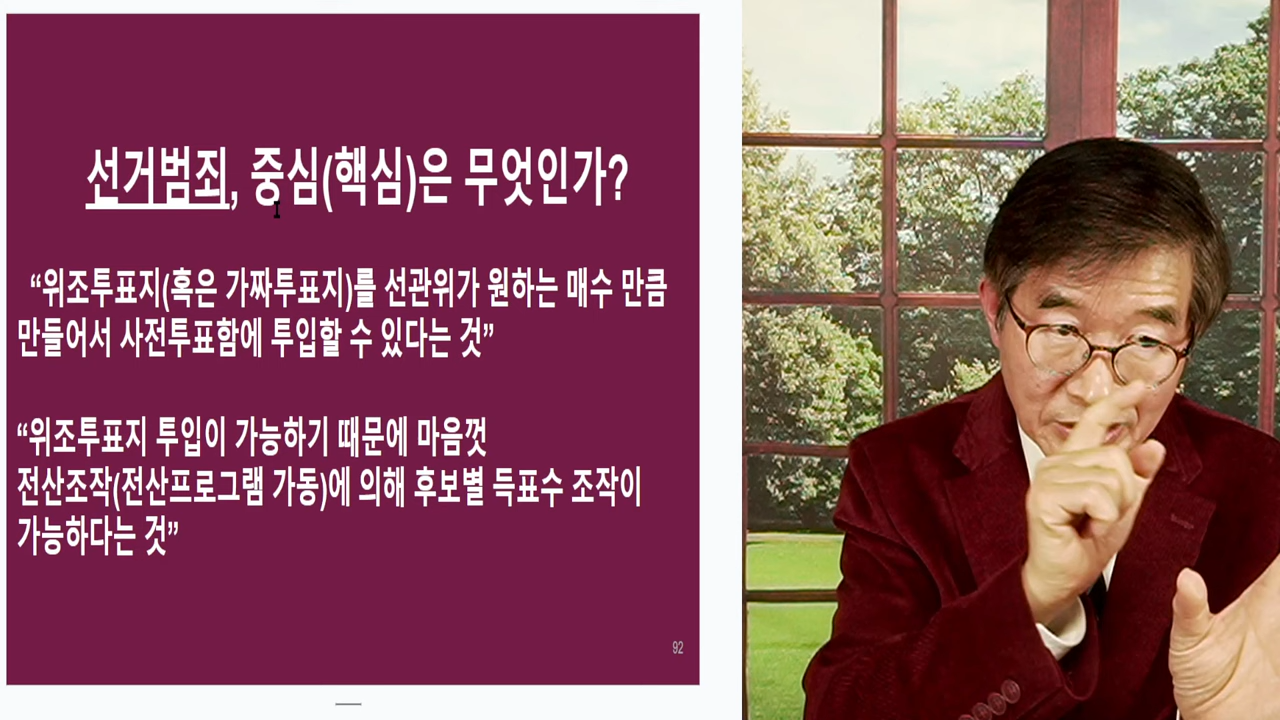 선거범죄, 중심(핵심)은 무엇인가?
“위조투표지(혹은 가짜투표지)를 선관위가 원하는 매수 만큼
만들어서 사전투표함에 투입할 수 있다는 것”
“위조투표지 투입이 가능하기 때문에 마음껏
전산조작(전산프로그램 가동)에 의해 후보별 득표수 조작이
가능하다는 것”
92